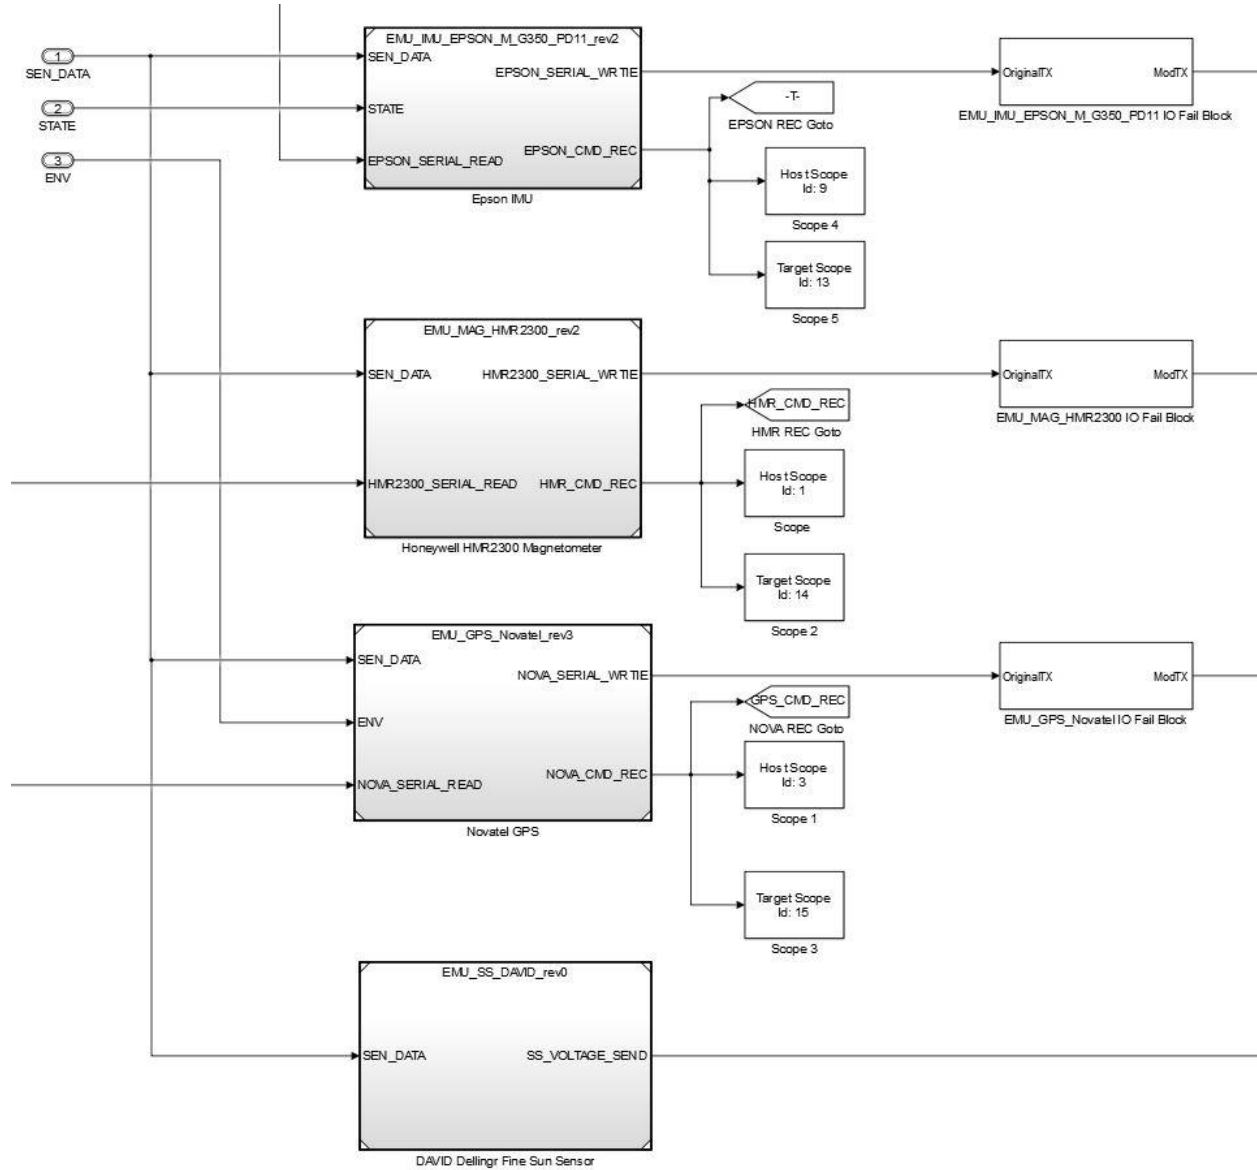 1
SEN_DATA
2
STATE
3
ENV
EMU_IMU_EPSON_M_G350_PD11_rev2
SEN_DATA
EPSON_SERIAL_WRTIE
STATE
EPSON_CMD_REC
EPSON_SERIAL_READ
Epson IMU
-T-
EPSON REC Goto
Host Scope
Id: 9
Scope 4
Target Scope
Id: 13
Scope 5
OriginalTX
ModTX
EMU_IMU_EPSON_M_G350_PD11 IO Fail Block
EMU_MAG_HMR2300_rev2
SEN_DATA
HMR2300_SERIAL_WRTIE
HMR2300_SERIAL_READ
HMR_CMD_REC
Honeywell HMR2300 Magnetometer
HMR_CMD_REC
HMR REC Goto
Host Scope
Id: 1
Scope
Target Scope
Id: 14
Scope 2
OriginalTX
ModTX
EMU_MAG_HMR2300 IO Fail Block
EMU_GPS_Novatel_rev3
SEN_DATA
NOVA_SERIAL_WRTIE
ENV
NOVA_CMD_REC
NOVA_SERIAL_READ
Novatel GPS
GPS_CMD_REC
NOVA REC Goto
Host Scope
Id: 3
Scope 1
Target Scope
Id: 15
Scope 3
OriginalTX
ModTX
EMU_GPS_Novatel IO Fail Block
EMU_SS_DAVID_rev0
SEN_DATA
SS_VOLTAGE_SEND
DAVID Dellingr Fine Sun Sensor